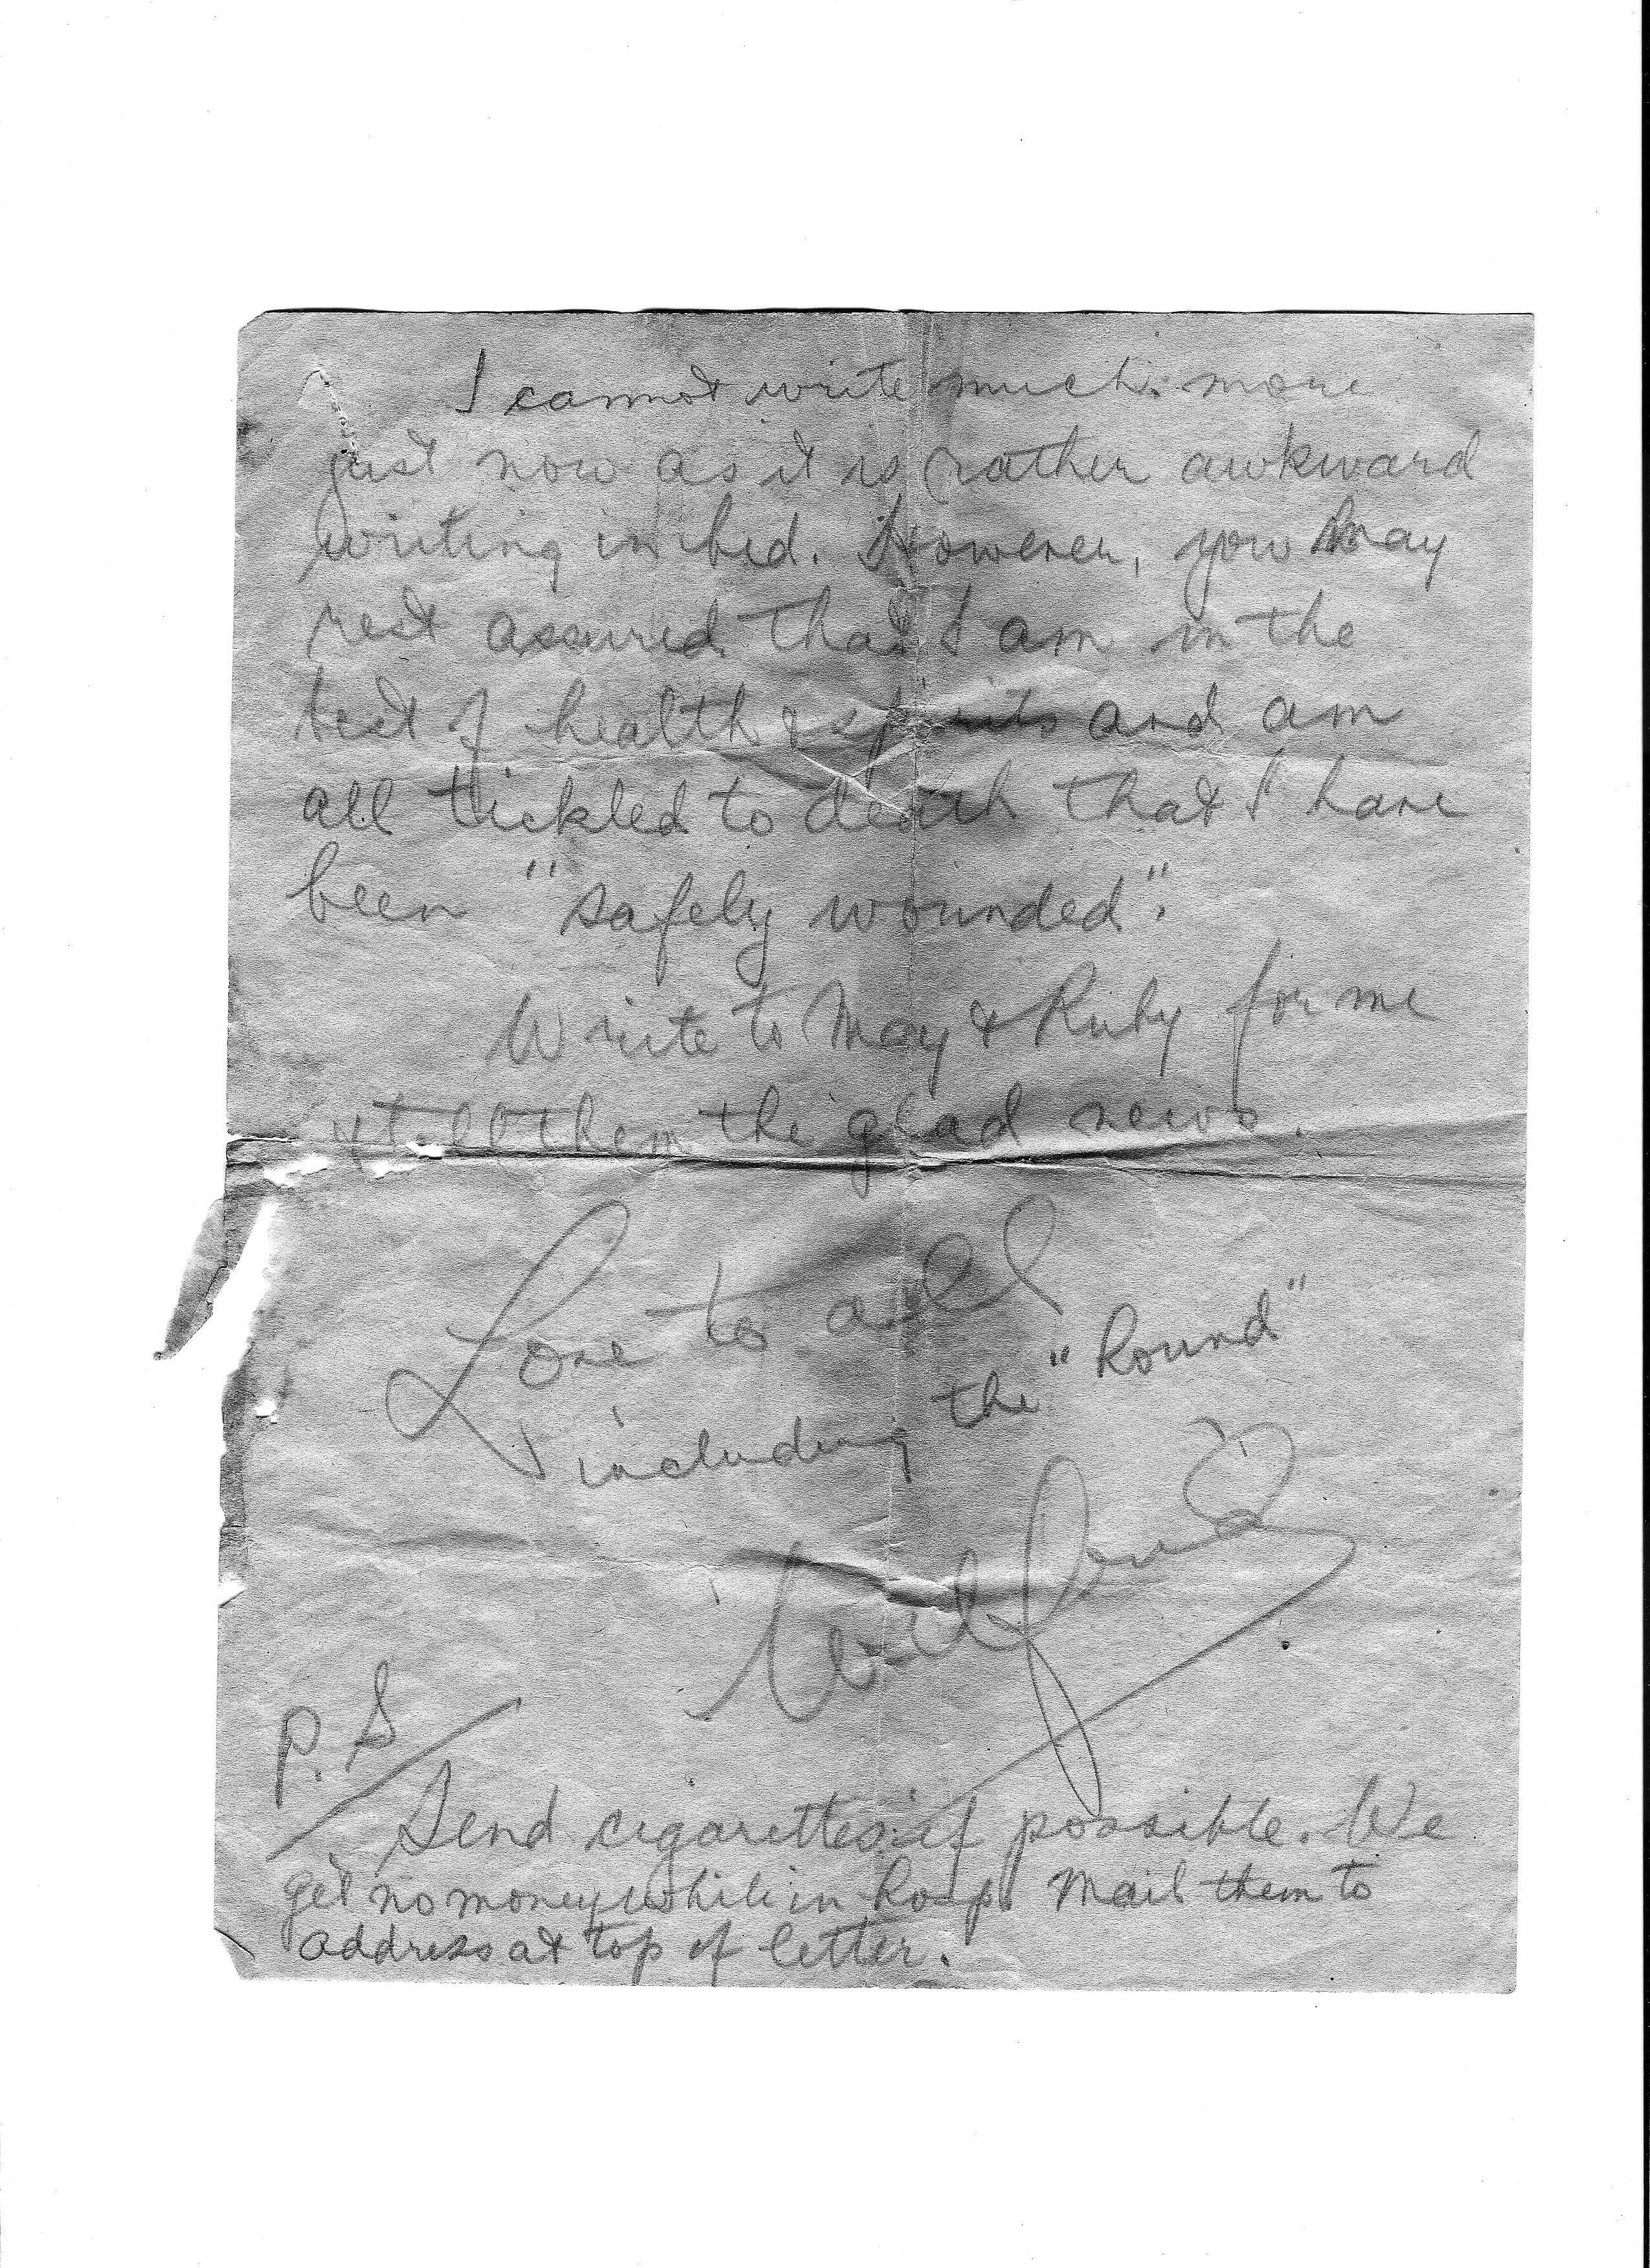 I cannot write much more
just now as it is rather awkward
writing in bed. However, you may
rest assured that I am in the
best of health & spirits and am
all tickled to death that I have
been "safely wounded".
Write to May & Ruby for me
& tell them the glad news.
Love to all
including the "hound"
Wilfrid
P.S
Send cigarettes if possible. We
get no money while in hosp. Mail them to
address at top of letter.